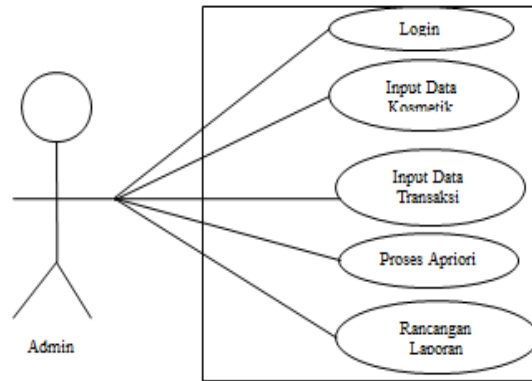 Login
Input Data
Kosmetik
Input Data
Transaksi
Proses Apriori
Rancangan
Laporan
Admin